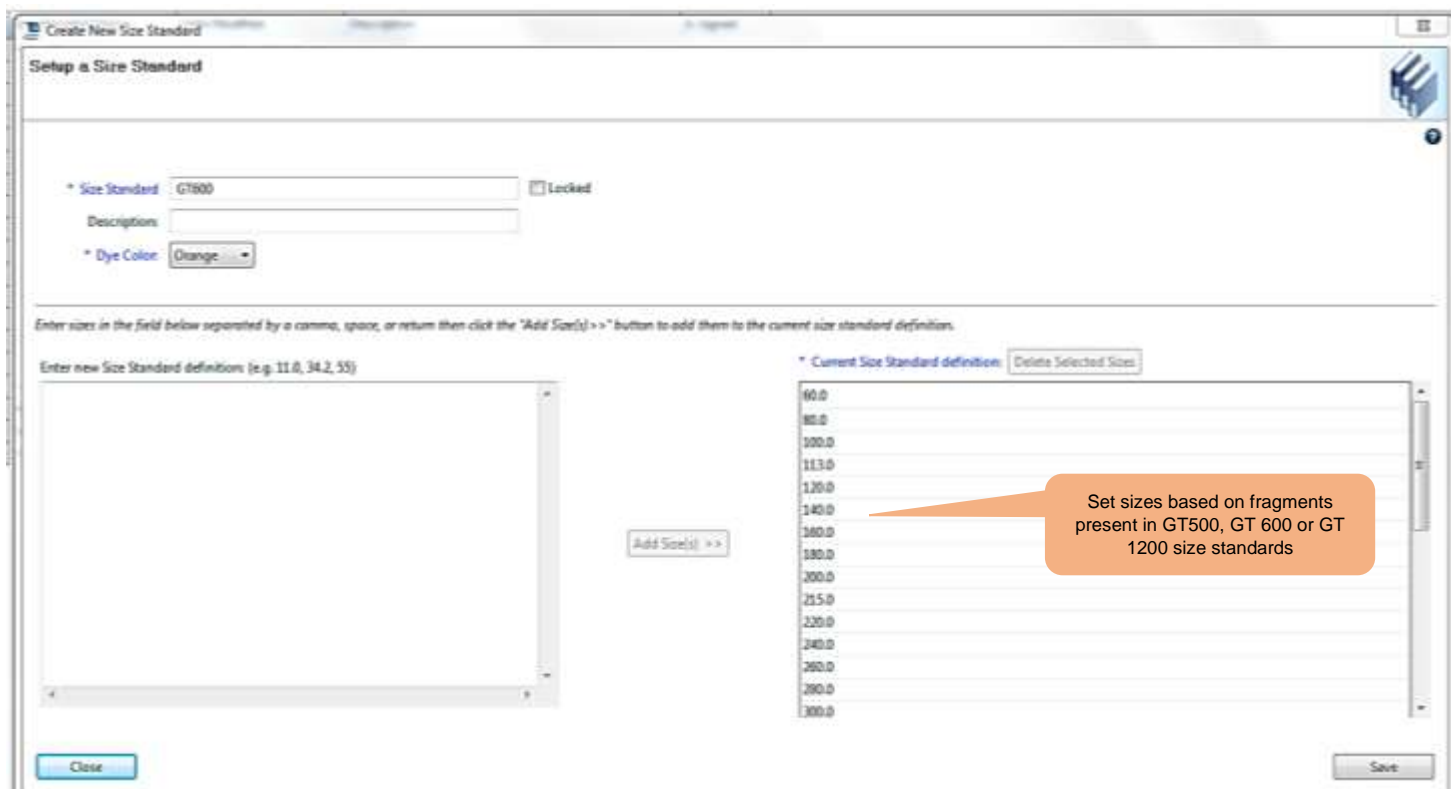 Create New Size Standard
Setup a Size Standard
* Size Standard GT600 Locked
Description:
* Dye Color: Orange
Enter sizes in the field below separated by a comma, space, or return then click the "Add Size(s)>>" button to add them to the current size standard definition.
Enter new Size Standard definition: (e.g. 11.0, 34.2, 55)
* Current Size Standard definition: Delete Selected Sizes
60.0
80.0
100.0
113.0
120.0
140.0
160.0
180.0
200.0
215.0
220.0
240.0
260.0
280.0
300.0
Set sizes based on fragments
present in GT500, GT 600 or GT
1200 size standards
Add Size(s) >>
Close
Save